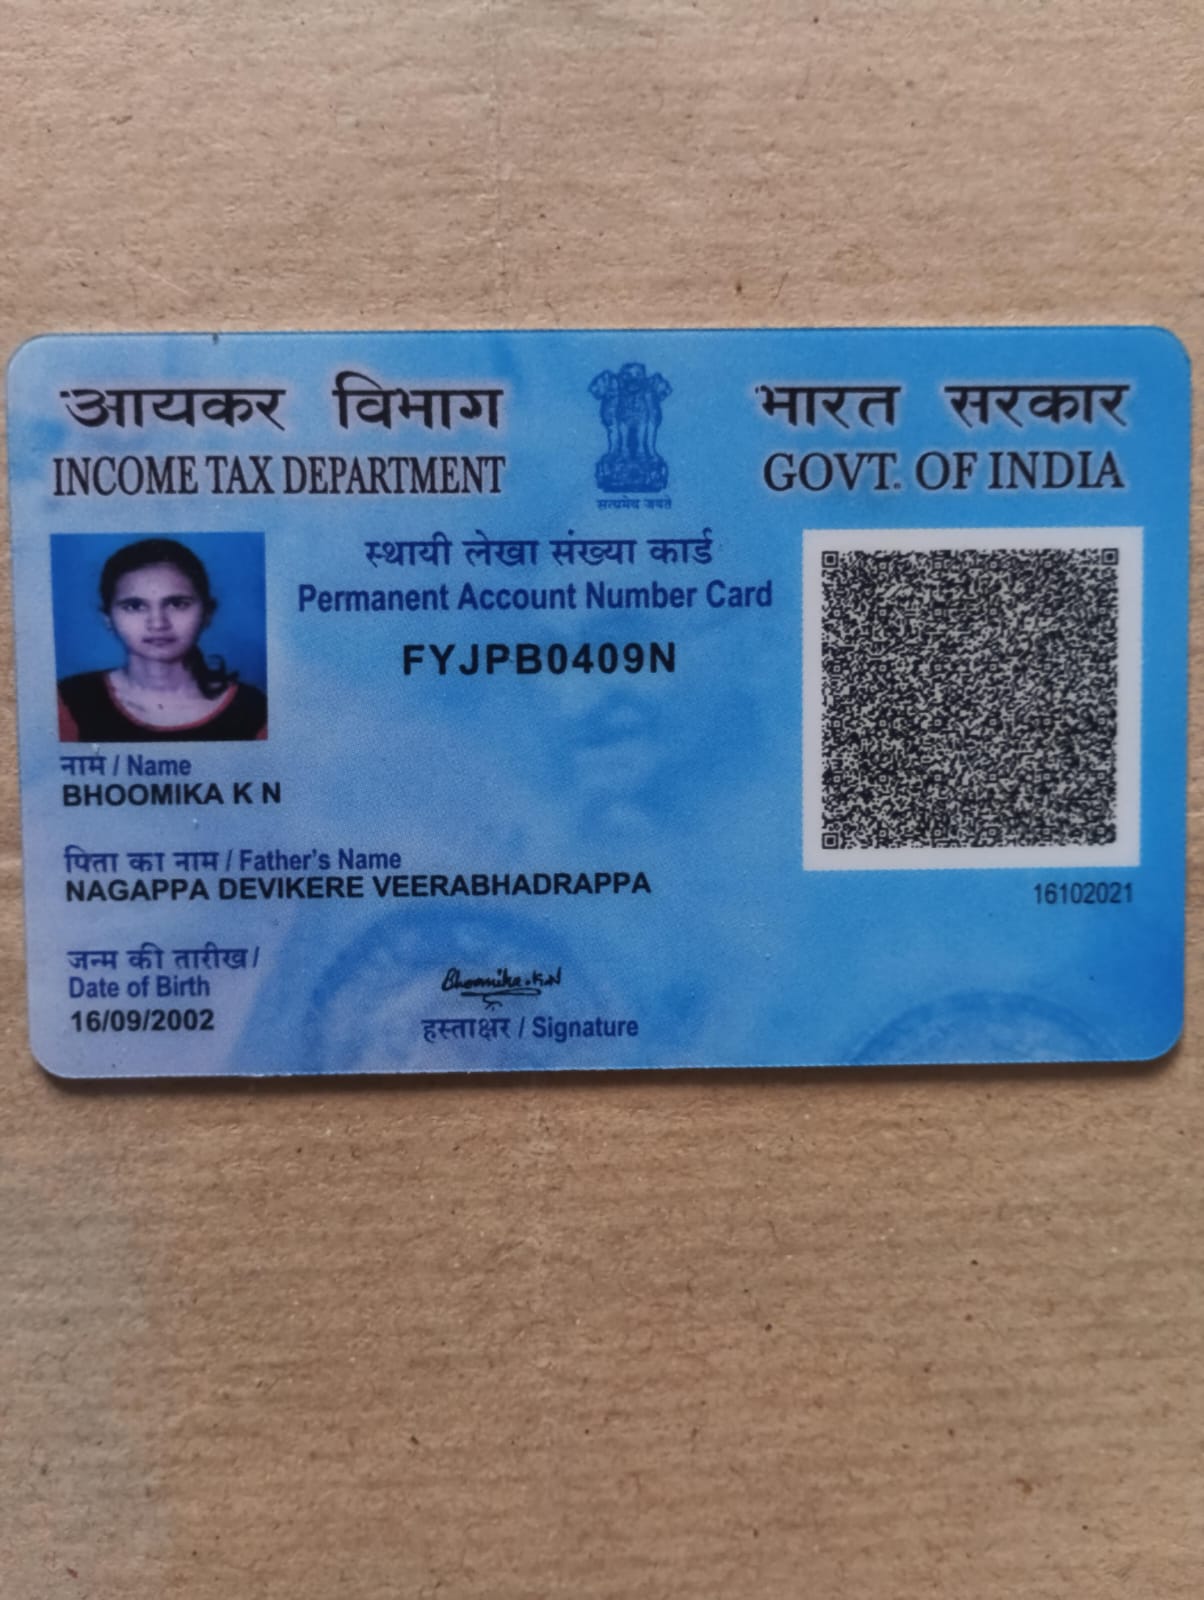 आयकर विभाग
INCOME TAX DEPARTMENT
भारत सरकार
GOVT. OF INDIA
सत्यमेव जयते
स्थायी लेखा संख्या कार्ड
Permanent Account Number Card
FYJPB0409N
नाम / Name
BHOOMIKA K N
पिता का नाम / Father's Name
NAGAPPA DEVIKERE VEERABHADRAPPA
16102021
जन्म की तारीख /
Date of Birth
16/09/2002
Bhoomika.K.N
हस्ताक्षर / Signature